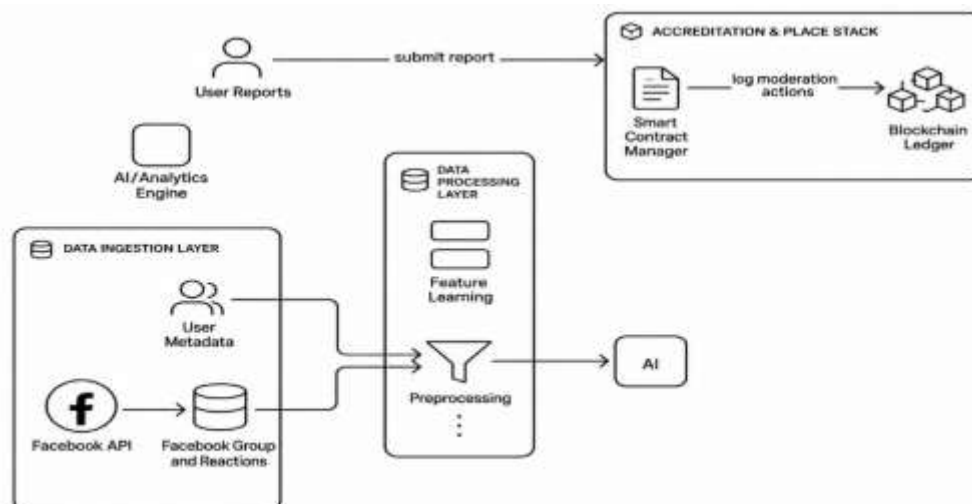 ACCREDITATION & PLACE STACK
submit report
User Reports
log moderation
actions
Smart
Contract
Manager
Blockchain
Ledger
AI/Analytics
Engine
DATA
PROCESSING
LAYER
DATA INGESTION LAYER
Feature
Learning
User
Metadata
AI
Preprocessing
f
Facebook API
Facebook Group
and Reactions